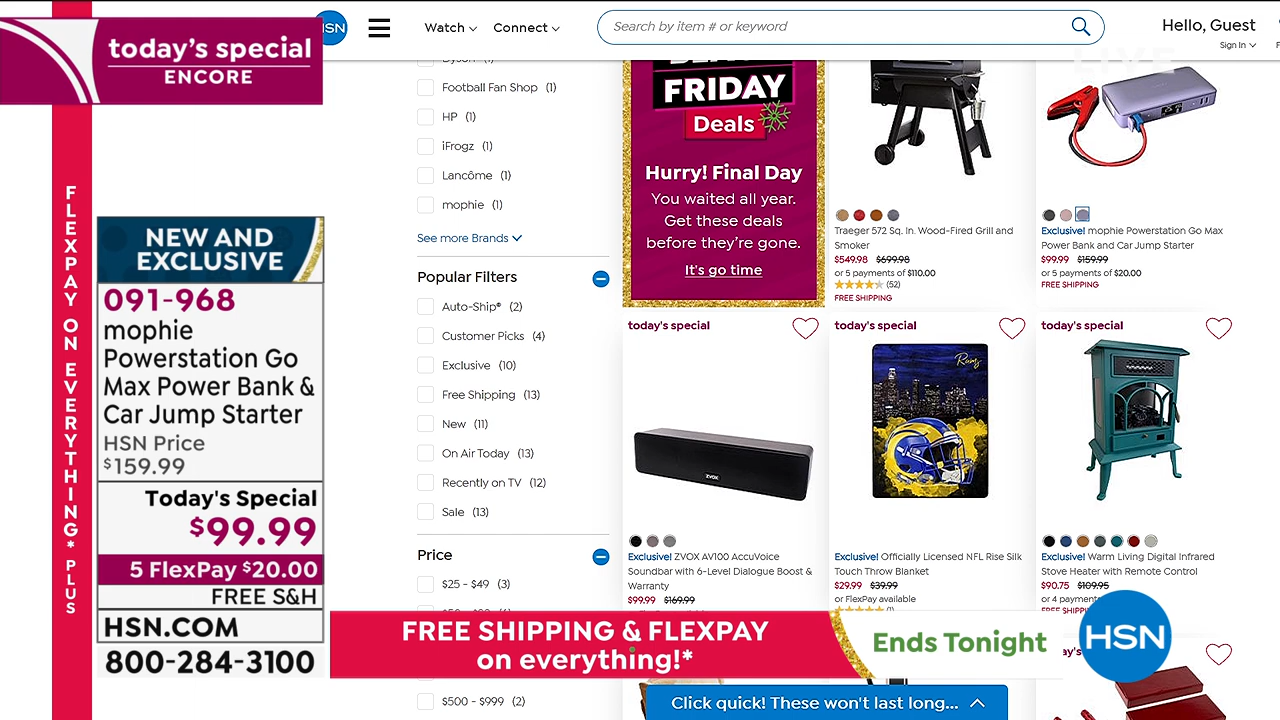 today's special
ENCORE
HSN
Watch
Connect
Search by item # or keyword
Hello, Guest
Sign In
LIVE
FLEXPAY ON EVERYTHING* PLUS
NEW AND
EXCLUSIVE
091-968
mophie
Powerstation Go
Max Power Bank &
Car Jump Starter
HSN Price
$159.99
Today's Special
$99.99
5 FlexPay $20.00
FREE S&H
HSN.COM
800-284-3100
Dyson (1)
Football Fan Shop (1)
HP (1)
iFrogz (1)
Lancôme (1)
mophie (1)
See more Brands
Popular Filters
Auto-Ship® (2)
Customer Picks (4)
Exclusive (10)
Free Shipping (13)
New (11)
On Air Today (13)
Recently on TV (12)
Sale (13)
Price
$25 - $49 (3)
$500 - $999 (2)
BLACK
FRIDAY
Deals
Hurry! Final Day
You waited all year.
Get these deals
before they're gone.
It's go time
Traeger 572 Sq. In. Wood-Fired Grill and
Smoker
$549.98 $699.98
or 5 payments of $110.00
(52)
FREE SHIPPING
Exclusive! mophie Powerstation Go Max
Power Bank and Car Jump Starter
$99.99 $159.99
or 5 payments of $20.00
FREE SHIPPING
today's special
ZVOX
Exclusive! ZVOX AV100 AccuVoice
Soundbar with 6-Level Dialogue Boost &
Warranty
$99.99 $169.99
today's special
Rams
Exclusive! Officially Licensed NFL Rise Silk
Touch Throw Blanket
$29.99 $39.99
or FlexPay available
(1)
today's special
Exclusive! Warm Living Digital Infrared
Stove Heater with Remote Control
$90.75 $109.95
or 4 payments
FREE SHIPPI
FREE SHIPPING & FLEXPAY
on everything!*
Ends Tonight
HSN
Click quick! These won't last long...